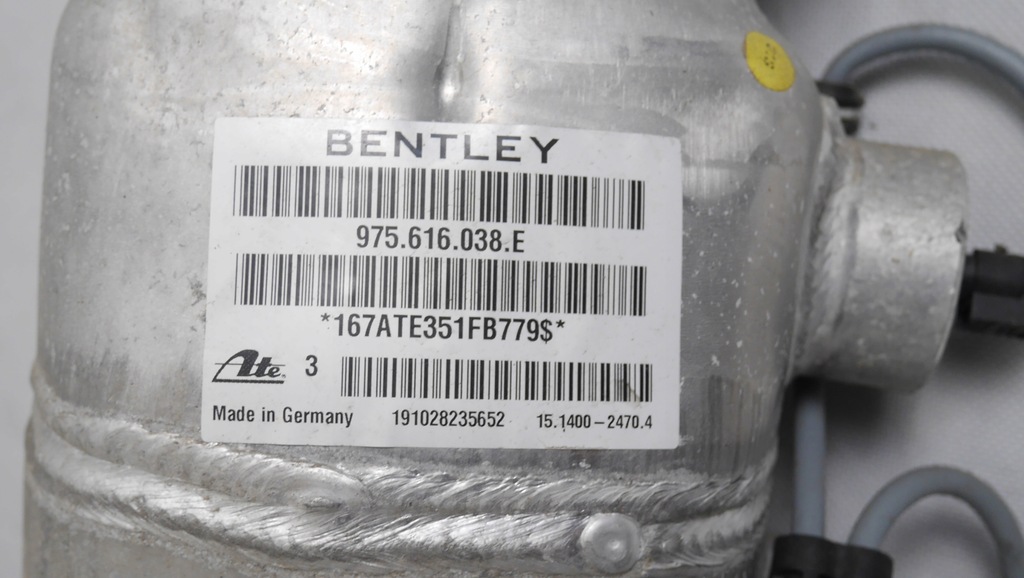 BENTLEY
975.616.038.E
*167ATE351FB779$*
Ate 3
Made in Germany 191028235652 15.1400-2470.4